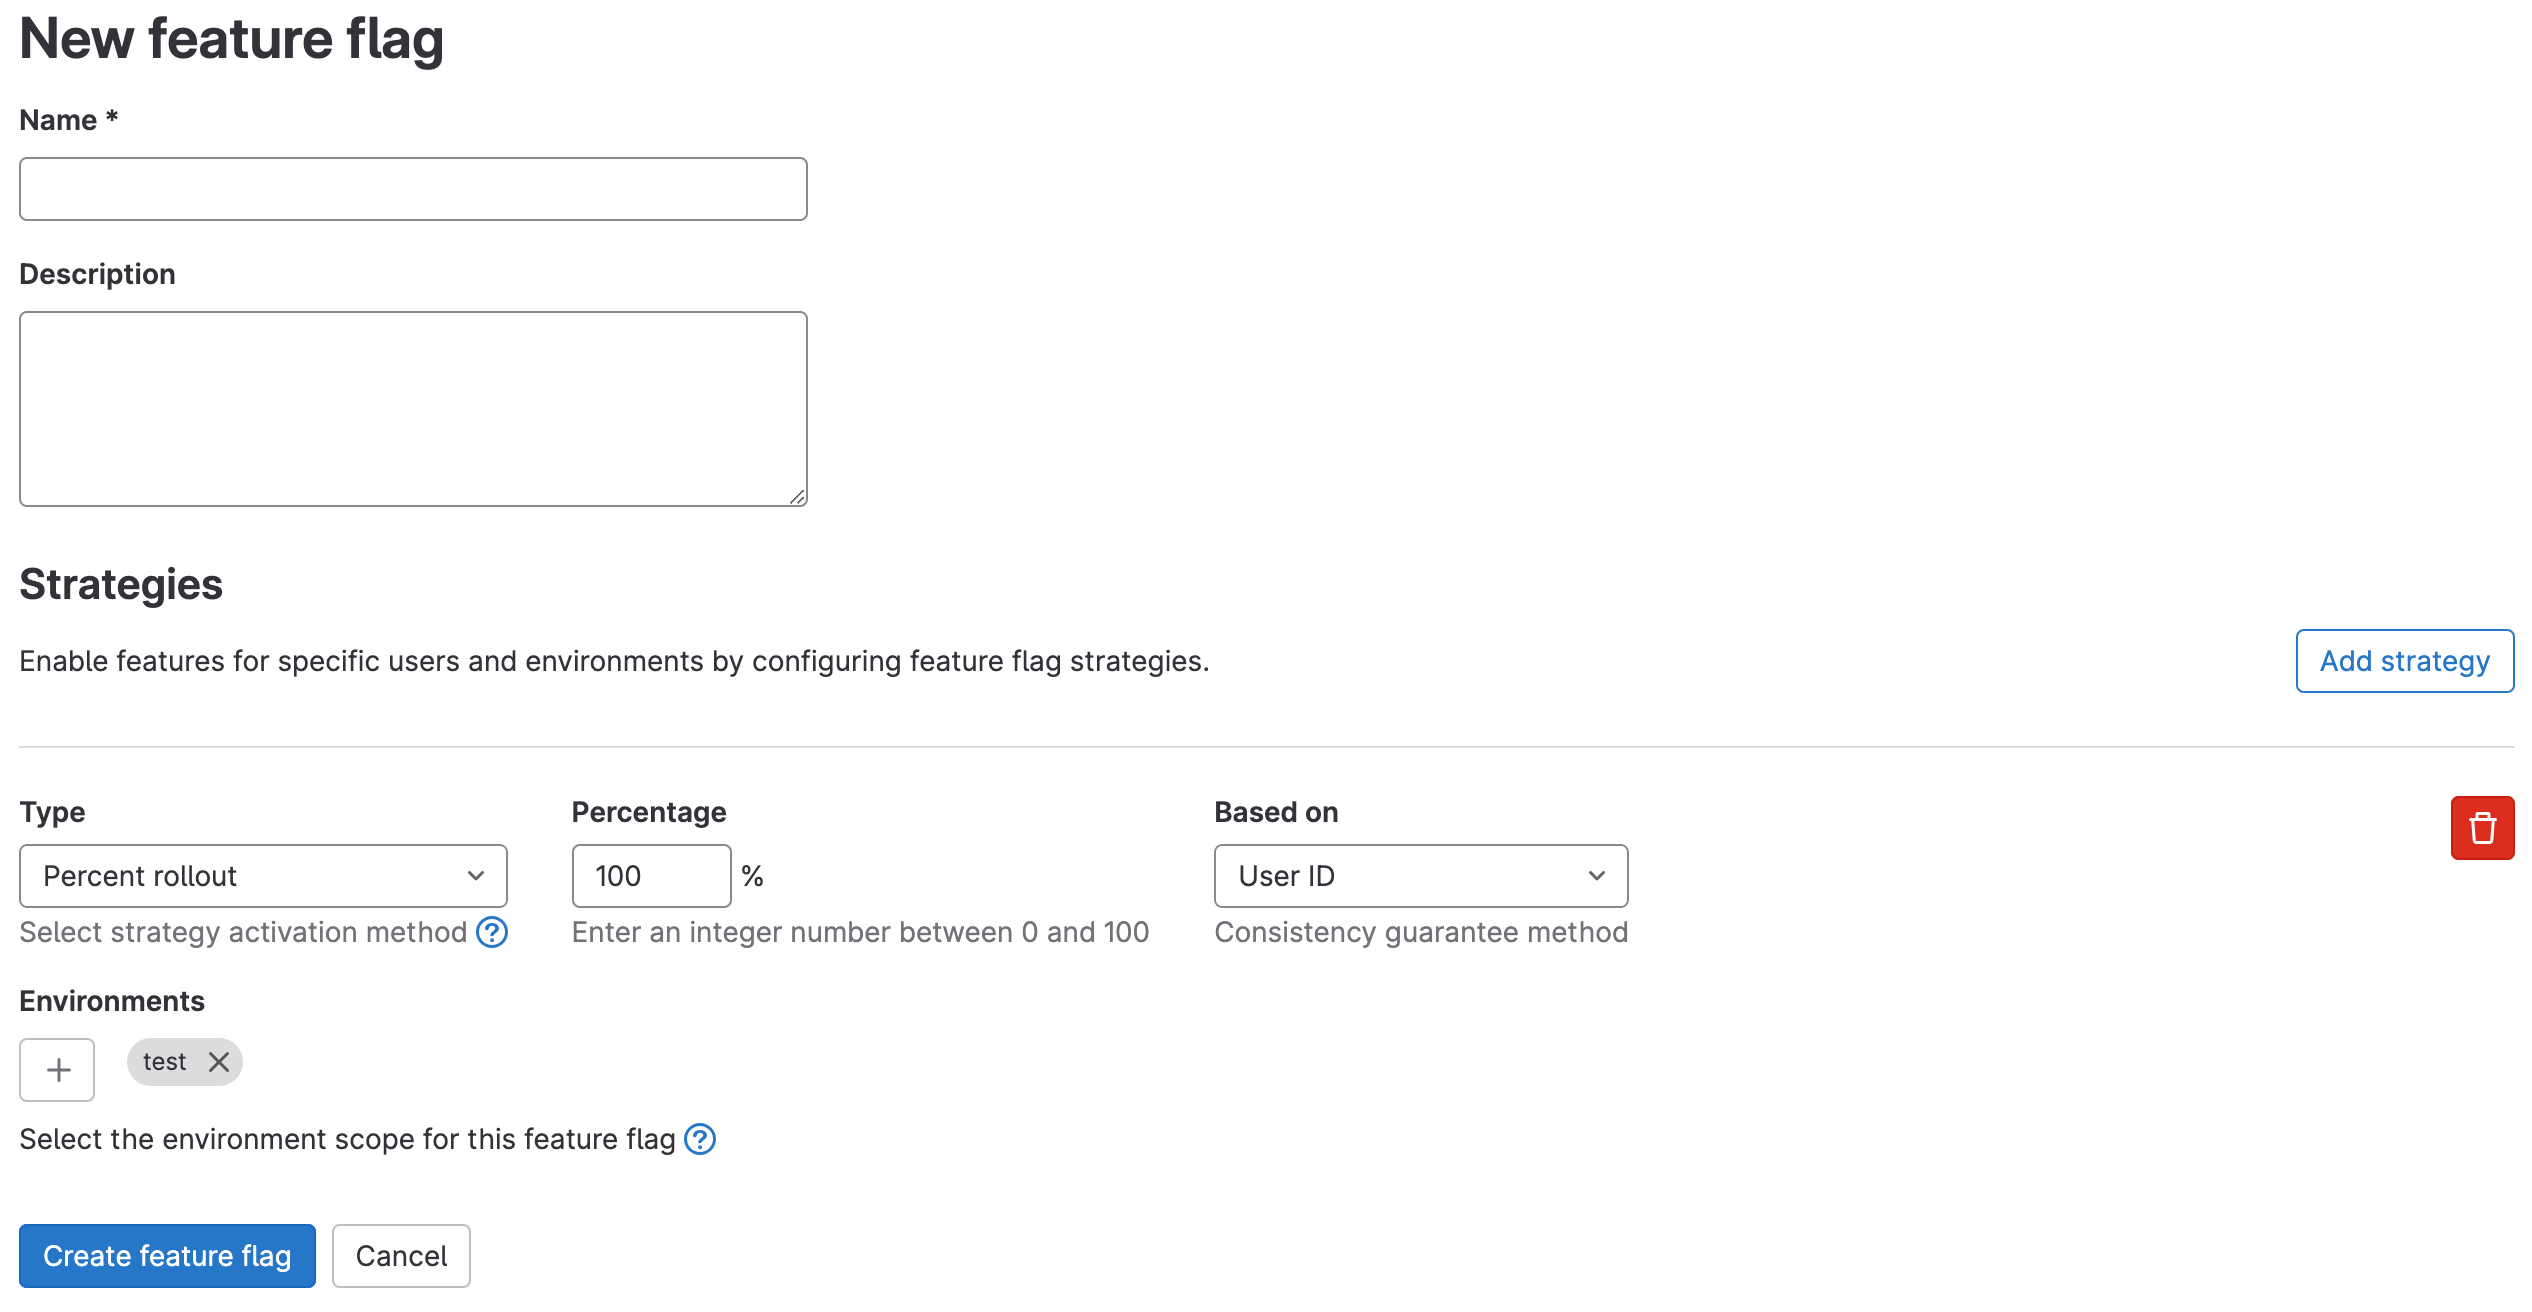 New feature flag
Name *
Description
Strategies
Enable features for specific users and environments by configuring feature flag strategies.
Add strategy
Type
Percentage
Based on
Percent rollout
100
%
User ID
Select strategy activation method
Enter an integer number between 0 and 100
Consistency guarantee method
Environments
test
Select the environment scope for this feature flag
Create feature flag
Cancel